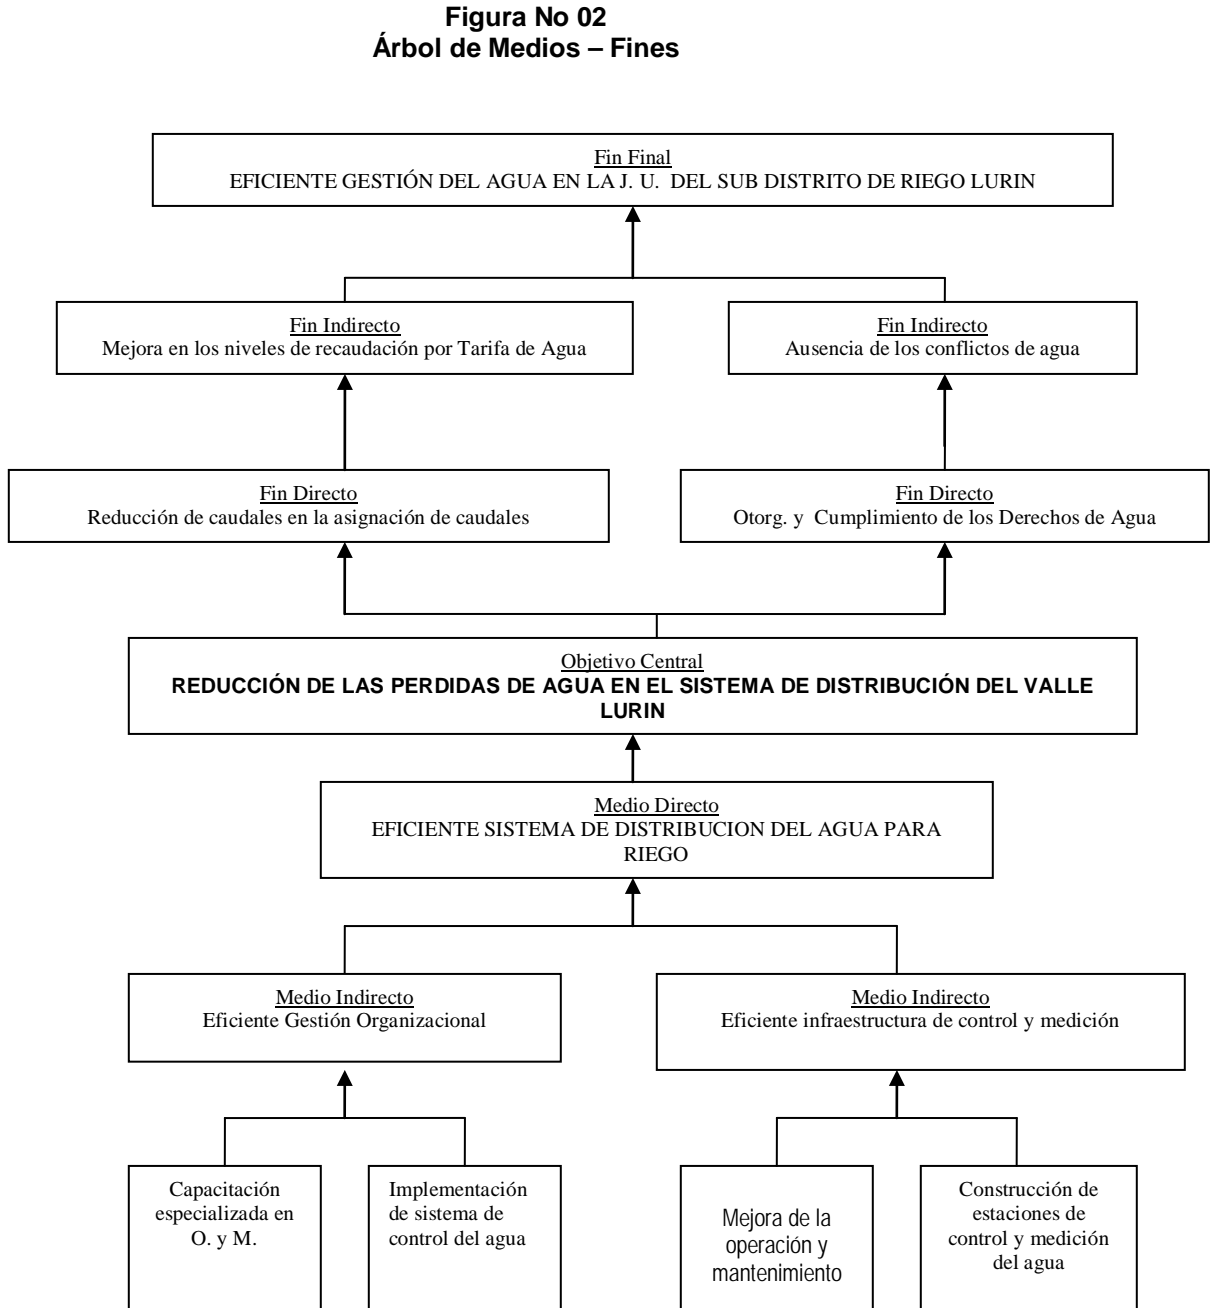 Figura No 02
Árbol de Medios – Fines
Fin Final
EFICIENTE GESTIÓN DEL AGUA EN LA J. U. DEL SUB DISTRITO DE RIEGO LURIN
Fin Indirecto
Mejora en los niveles de recaudación por Tarifa de Agua
Fin Indirecto
Ausencia de los conflictos de agua
Fin Directo
Reducción de caudales en la asignación de caudales
Fin Directo
Otorg. y Cumplimiento de los Derechos de Agua
Objetivo Central
REDUCCIÓN DE LAS PERDIDAS DE AGUA EN EL SISTEMA DE DISTRIBUCIÓN DEL VALLE
LURIN
Medio Directo
EFICIENTE SISTEMA DE DISTRIBUCION DEL AGUA PARA
RIEGO
Medio Indirecto
Eficiente Gestión Organizacional
Medio Indirecto
Eficiente infraestructura de control y medición
Capacitación
especializada en
O. y M.
Implementación
de sistema de
control del agua
Mejora de la
operación y
mantenimiento
Construcción de
estaciones de
control y medición
del agua